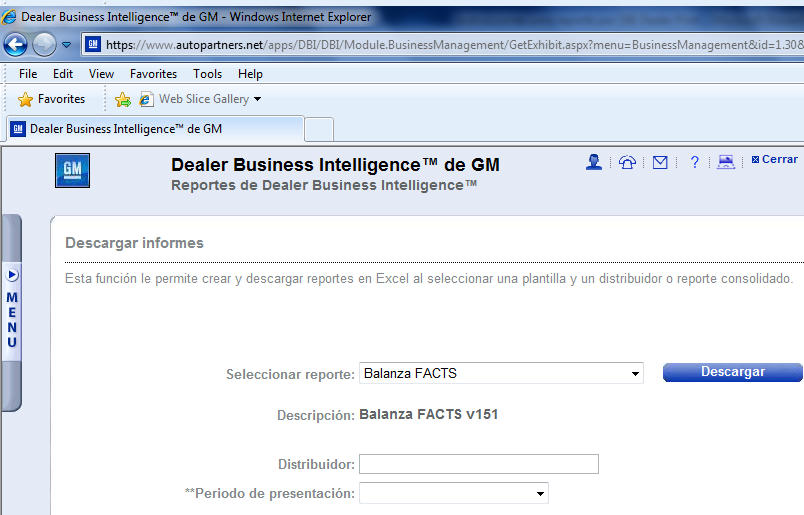 Dealer Business Intelligence™ de GM - Windows Internet Explorer
GM https://www.autopartners.net/apps/DBI/DBI/Module.BusinessManagement/GetExhibit.aspx?menu=BusinessManagement&id=1.30&
File Edit View Favorites Tools Help
Favorites Web Slice Gallery
GM Dealer Business Intelligence™ de GM
GM Dealer Business Intelligence™ de GM
? Cerrar
Reportes de Dealer Business Intelligence™
Descargar informes
Esta función le permite crear y descargar reportes en Excel al seleccionar una plantilla y un distribuidor o reporte consolidado.
MENU
Seleccionar reporte: Balanza FACTS Descargar
Descripción: Balanza FACTS v151
Distribuidor:
**Periodo de presentación: